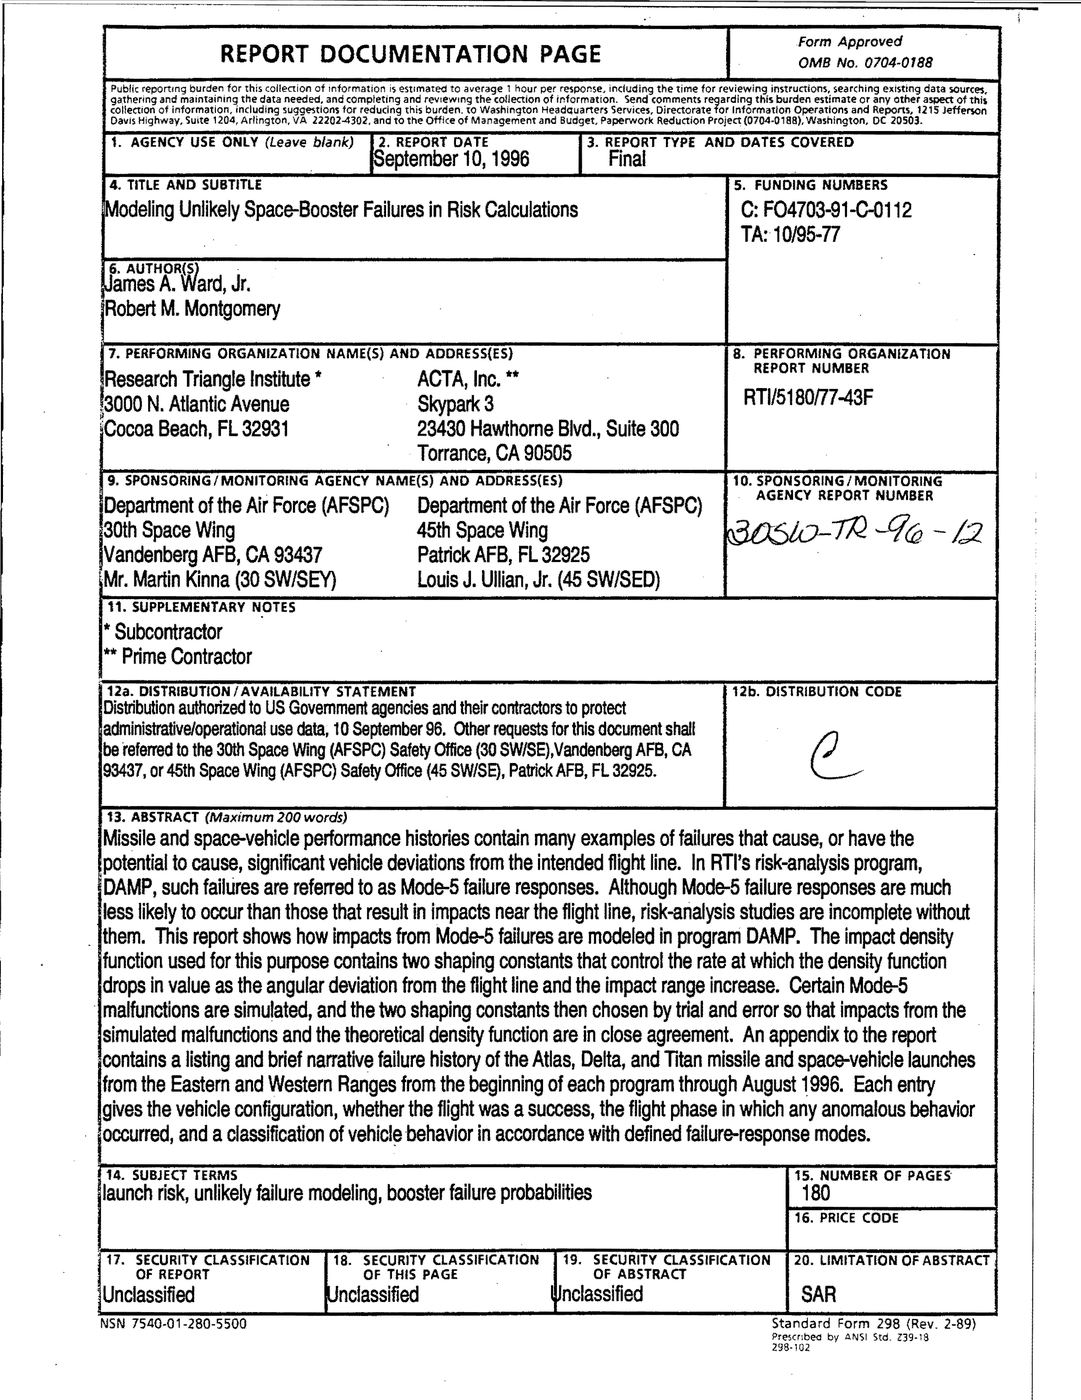 REPORT DOCUMENTATION PAGE
Form Approved
OMB No. 0704-0188
Public reporting burden for this collection of information is estimated to average 1 hour per response, including the time for reviewing instructions, searching existing data sources,
gathering and maintaining the data needed, and completing and reviewing the collection of information. Send comments regarding this burden estimate or any other aspect of this
collection of information, including suggestions for reducing this burden, to Washington Headquarters Services, Directorate for Information Operations and Reports, 1215 Jefferson
Davis Highway, Suite 1204, Arlington, VA 22202-4302, and to the Office of Management and Budget, Paperwork Reduction Project (0704-0188), Washington, DC 20503.
1. AGENCY USE ONLY (Leave blank)
2. REPORT DATE
September 10, 1996
3. REPORT TYPE AND DATES COVERED
Final
4. TITLE AND SUBTITLE
Modeling Unlikely Space-Booster Failures in Risk Calculations
5. FUNDING NUMBERS
C: FO4703-91-C-0112
TA: 10/95-77
6. AUTHOR(S)
James A. Ward, Jr.
Robert M. Montgomery
7. PERFORMING ORGANIZATION NAME(S) AND ADDRESS(ES)
Research Triangle Institute * ACTA, Inc. **
3000 N. Atlantic Avenue Skypark 3
Cocoa Beach, FL 32931 23430 Hawthorne Blvd., Suite 300
Torrance, CA 90505
8. PERFORMING ORGANIZATION
REPORT NUMBER
RTI/5180/77-43F
9. SPONSORING/MONITORING AGENCY NAME(S) AND ADDRESS(ES)
Department of the Air Force (AFSPC) Department of the Air Force (AFSPC)
30th Space Wing 45th Space Wing
Vandenberg AFB, CA 93437 Patrick AFB, FL 32925
Mr. Martin Kinna (30 SW/SEY) Louis J. Ullian, Jr. (45 SW/SED)
10. SPONSORING/MONITORING
AGENCY REPORT NUMBER
30SW-TR-96-12
11. SUPPLEMENTARY NOTES
* Subcontractor
** Prime Contractor
12a. DISTRIBUTION/AVAILABILITY STATEMENT
Distribution authorized to US Government agencies and their contractors to protect
administrative/operational use data, 10 September 96. Other requests for this document shall
be referred to the 30th Space Wing (AFSPC) Safety Office (30 SW/SE),Vandenberg AFB, CA
93437, or 45th Space Wing (AFSPC) Safety Office (45 SW/SE), Patrick AFB, FL 32925.
12b. DISTRIBUTION CODE
C
13. ABSTRACT (Maximum 200 words)
Missile and space-vehicle performance histories contain many examples of failures that cause, or have the
potential to cause, significant vehicle deviations from the intended flight line. In RTI's risk-analysis program,
DAMP, such failures are referred to as Mode-5 failure responses. Although Mode-5 failure responses are much
less likely to occur than those that result in impacts near the flight line, risk-analysis studies are incomplete without
them. This report shows how impacts from Mode-5 failures are modeled in program DAMP. The impact density
function used for this purpose contains two shaping constants that control the rate at which the density function
drops in value as the angular deviation from the flight line and the impact range increase. Certain Mode-5
malfunctions are simulated, and the two shaping constants then chosen by trial and error so that impacts from the
simulated malfunctions and the theoretical density function are in close agreement. An appendix to the report
contains a listing and brief narrative failure history of the Atlas, Delta, and Titan missile and space-vehicle launches
from the Eastern and Western Ranges from the beginning of each program through August 1996. Each entry
gives the vehicle configuration, whether the flight was a success, the flight phase in which any anomalous behavior
occurred, and a classification of vehicle behavior in accordance with defined failure-response modes.
14. SUBJECT TERMS
launch risk, unlikely failure modeling, booster failure probabilities
15. NUMBER OF PAGES
180
16. PRICE CODE
17. SECURITY CLASSIFICATION
OF REPORT
Unclassified
18. SECURITY CLASSIFICATION
OF THIS PAGE
Unclassified
19. SECURITY CLASSIFICATION
OF ABSTRACT
Unclassified
20. LIMITATION OF ABSTRACT
SAR
NSN 7540-01-280-5500
Standard Form 298 (Rev. 2-89)
Prescribed by ANSI Std. Z39-18
298-102